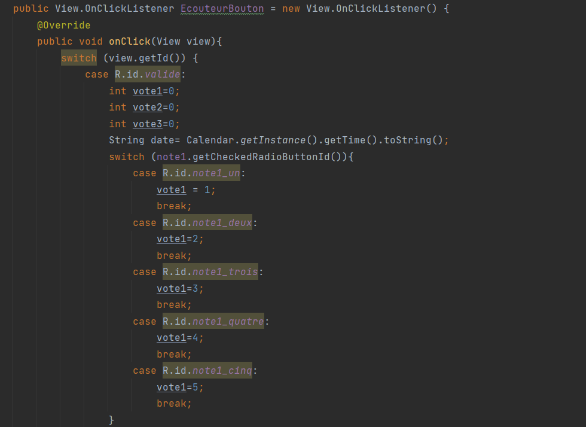 public View.OnClickListener EcouteurBouton = new View.OnClickListener() {
@Override
public void onClick(View view){
switch (view.getId()) {
case R.id.valide:
int vote1=0;
int vote2=0;
int vote3=0;
String date= Calendar.getInstance().getTime().toString();
switch (note1.getCheckedRadioButtonId()){
case R.id.note1_un:
vote1 = 1;
break;
case R.id.note1_deux:
vote1=2;
break;
case R.id.note1_trois:
vote1=3;
break;
case R.id.note1_quatre:
vote1=4;
break;
case R.id.note1_cinq:
vote1=5;
break;
}